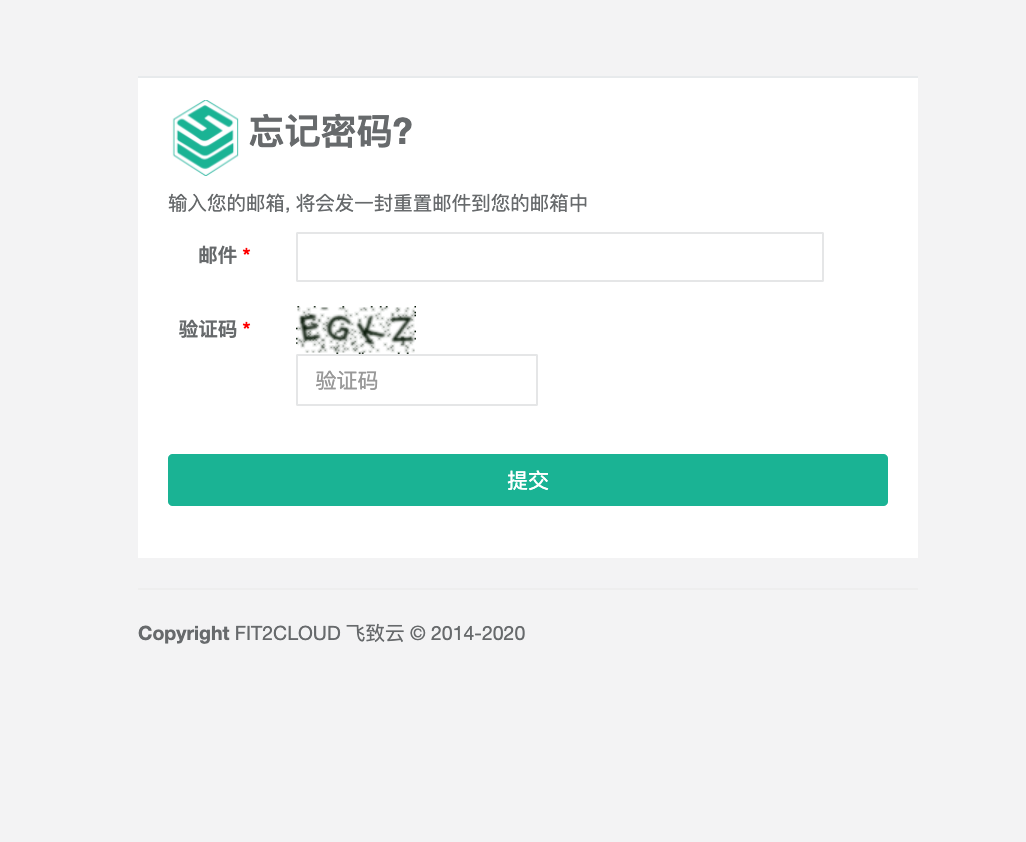 忘记密码?
输入您的邮箱, 将会发一封重置邮件到您的邮箱中
邮件 *
验证码 *
EGKZ
验证码
提交
Copyright FIT2CLOUD 飞致云 © 2014-2020